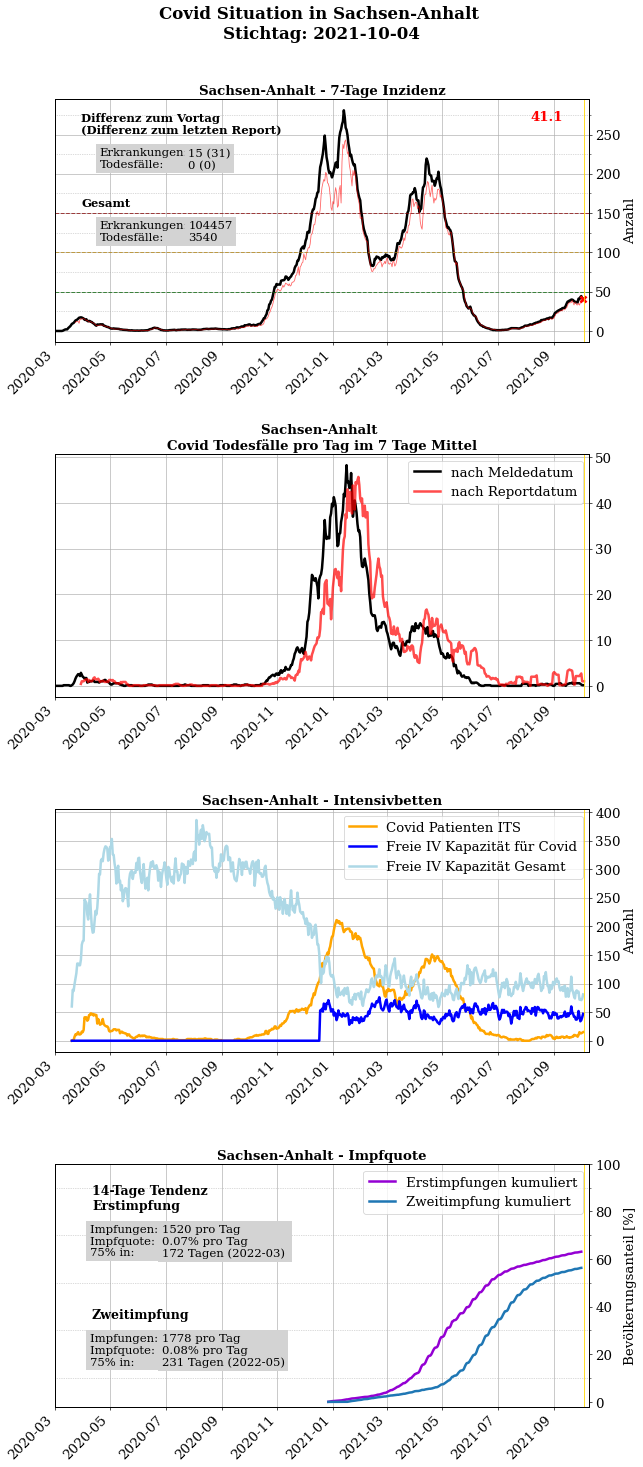 Covid Situation in Sachsen-Anhalt
Stichtag: 2021-10-04
Sachsen-Anhalt - 7-Tage Inzidenz
Differenz zum Vortag
(Differenz zum letzten Report)
Erkrankungen 15 (31)
Todesfälle: 0 (0)
Gesamt
Erkrankungen 104457
Todesfälle: 3540
41.1
250
200
150
100
50
0
Anzahl
2020-03
2020-05
2020-07
2020-09
2020-11
2021-01
2021-03
2021-05
2021-07
2021-09
Sachsen-Anhalt
Covid Todesfälle pro Tag im 7 Tage Mittel
nach Meldedatum
nach Reportdatum
50
40
30
20
10
0
2020-03
2020-05
2020-07
2020-09
2020-11
2021-01
2021-03
2021-05
2021-07
2021-09
Sachsen-Anhalt - Intensivbetten
Covid Patienten ITS
Freie IV Kapazität für Covid
Freie IV Kapazität Gesamt
400
350
300
250
200
150
100
50
0
Anzahl
2020-03
2020-05
2020-07
2020-09
2020-11
2021-01
2021-03
2021-05
2021-07
2021-09
Sachsen-Anhalt - Impfquote
14-Tage Tendenz
Erstimpfung
Impfungen: 1520 pro Tag
Impfquote: 0.07% pro Tag
75% in: 172 Tagen (2022-03)
Zweitimpfung
Impfungen: 1778 pro Tag
Impfquote: 0.08% pro Tag
75% in: 231 Tagen (2022-05)
Erstimpfungen kumuliert
Zweitimpfung kumuliert
100
80
60
40
20
0
Bevölkerungsanteil [%]
2020-03
2020-05
2020-07
2020-09
2020-11
2021-01
2021-03
2021-05
2021-07
2021-09